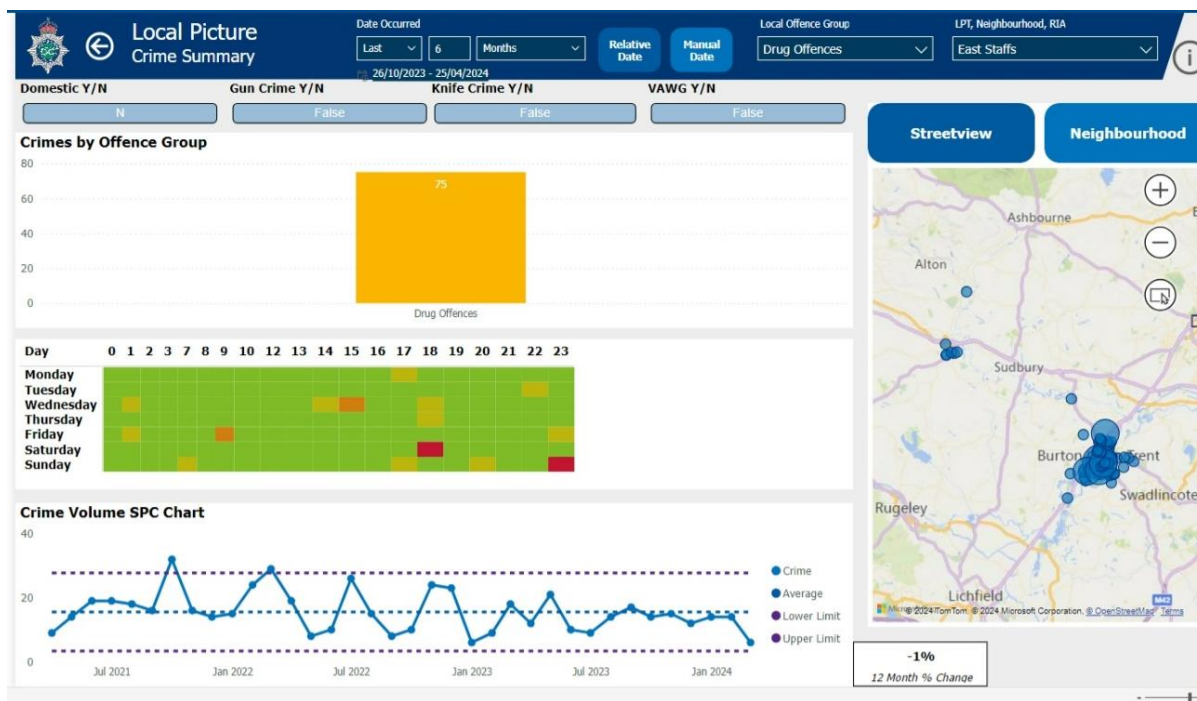 Local Picture
Crime Summary
Date Occurred
Last 6 Months
26/10/2023 - 25/04/2024
Relative
Date
Manual
Date
Local Offence Group
Drug Offences
LPT, Neighbourhood, RIA
East Staffs
Domestic Y/N
N
Gun Crime Y/N
False
Knife Crime Y/N
False
VAWG Y/N
False
Streetview
Neighbourhood
Crimes by Offence Group
80
60
40
20
0
75
Drug Offences
Ashbourne
Alton
Sudbury
Burton Trent
Swadlincote
Rugeley
Lichfield
M42
© 2024 TomTom, © 2024 Microsoft Corporation, © OpenStreetMap Terms
Day 0 1 2 3 7 8 9 10 12 13 14 15 16 17 18 19 20 21 22 23
Monday
Tuesday
Wednesday
Thursday
Friday
Saturday
Sunday
Crime Volume SPC Chart
40
20
0
Jul 2021 Jan 2022 Jul 2022 Jan 2023 Jul 2023 Jan 2024
Crime
Average
Lower Limit
Upper Limit
-1%
12 Month % Change